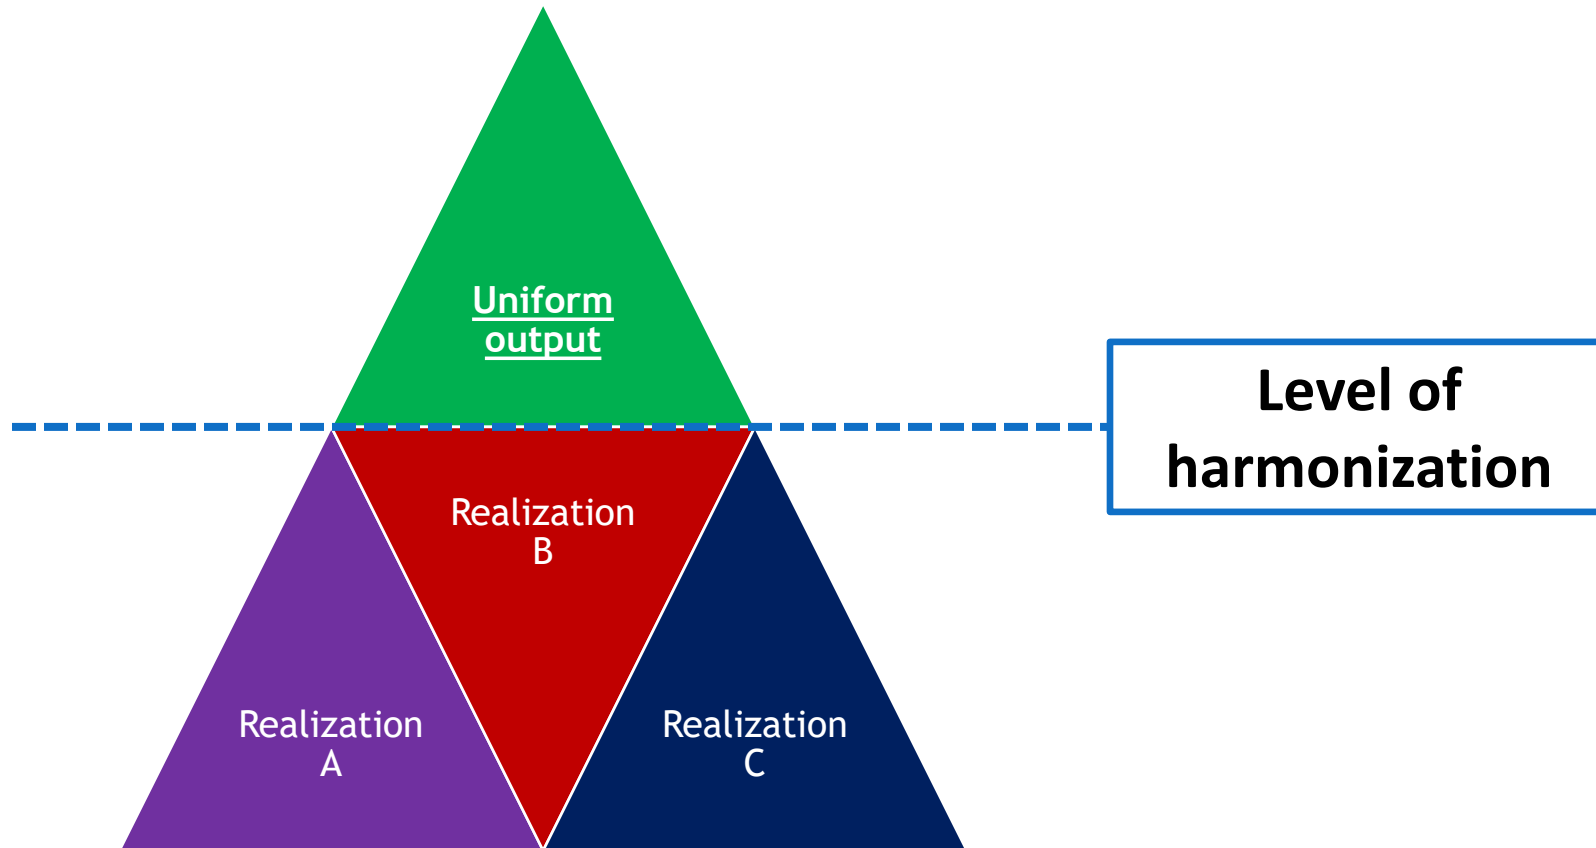 Uniform
output
Level of
harmonization
Realization
B
Realization
A
Realization
C